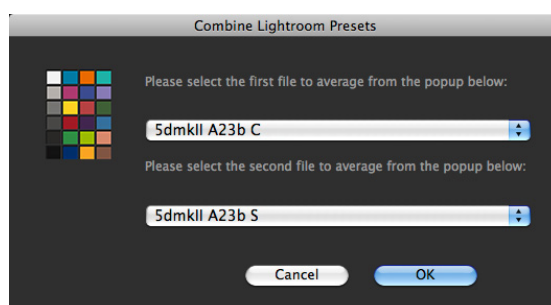 Combine Lightroom Presets
Please select the first file to average from the popup below:
5dmkII A23b C
Please select the second file to average from the popup below:
5dmkII A23b S
Cancel
OK